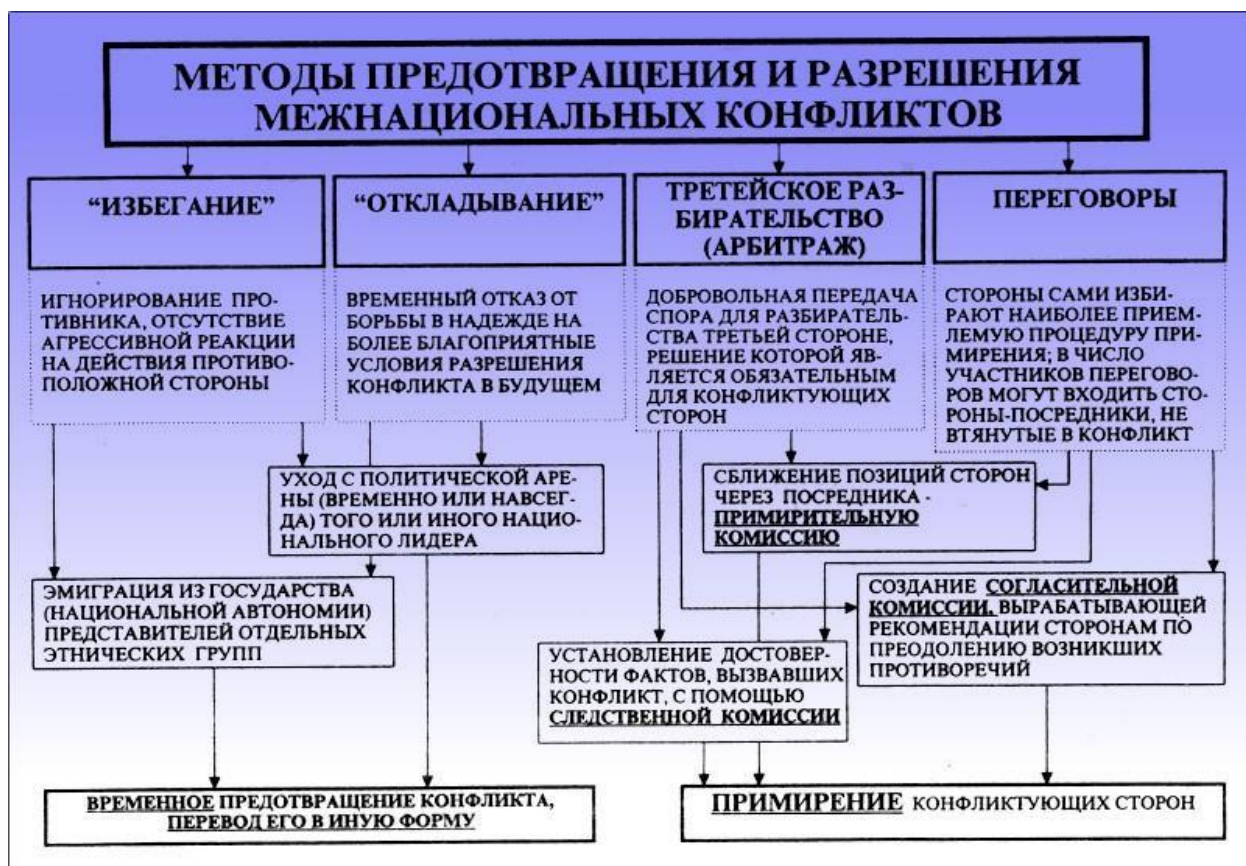 МЕТОДЫ ПРЕДОТВРАЩЕНИЯ И РАЗРЕШЕНИЯ
МЕЖНАЦИОНАЛЬНЫХ КОНФЛИКТОВ
“ИЗБЕГАНИЕ”
“ОТКЛАДЫВАНИЕ”
ТРЕТЕЙСКОЕ РАЗ-
БИРАТЕЛЬСТВО
(АРБИТРАЖ)
ПЕРЕГОВОРЫ
ИГНОРИРОВАНИЕ ПРО-
ТИВНИКА, ОТСУТСТВИЕ
АГРЕССИВНОЙ РЕАКЦИИ
НА ДЕЙСТВИЯ ПРОТИВО-
ПОЛОЖНОЙ СТОРОНЫ
ВРЕМЕННЫЙ ОТКАЗ ОТ
БОРЬБЫ В НАДЕЖДЕ НА
БОЛЕЕ БЛАГОПРИЯТНЫЕ
УСЛОВИЯ РАЗРЕШЕНИЯ
КОНФЛИКТА В БУДУЩЕМ
ДОБРОВОЛЬНАЯ ПЕРЕДАЧА
СПОРА ДЛЯ РАЗБИРАТЕЛЬ-
СТВА ТРЕТЬЕЙ СТОРОНЕ,
РЕШЕНИЕ КОТОРОЙ ЯВ-
ЛЯЕТСЯ ОБЯЗАТЕЛЬНЫМ
ДЛЯ КОНФЛИКТУЮЩИХ
СТОРОН
СТОРОНЫ САМИ ИЗБИ-
РАЮТ НАИБОЛЕЕ ПРИЕМ-
ЛЕМУЮ ПРОЦЕДУРУ ПРИ-
МИРЕНИЯ; В ЧИСЛО
УЧАСТНИКОВ ПЕРЕГОВО-
РОВ МОГУТ ВХОДИТЬ СТО-
РОНЫ-ПОСРЕДНИКИ, НЕ
ВТЯНУТЫЕ В КОНФЛИКТ
УХОД С ПОЛИТИЧЕСКОЙ АРЕ-
НЫ (ВРЕМЕННО ИЛИ НАВСЕГ-
ДА) ТОГО ИЛИ ИНОГО НАЦИО-
НАЛЬНОГО ЛИДЕРА
СБЛИЖЕНИЕ ПОЗИЦИЙ СТОРОН
ЧЕРЕЗ ПОСРЕДНИКА -
ПРИМИРИТЕЛЬНУЮ
КОМИССИЮ
ЭМИГРАЦИЯ ИЗ ГОСУДАРСТВА
(НАЦИОНАЛЬНОЙ АВТОНОМИИ)
ПРЕДСТАВИТЕЛЕЙ ОТДЕЛЬНЫХ
ЭТНИЧЕСКИХ ГРУПП
СОЗДАНИЕ СОГЛАСИТЕЛЬНОЙ
КОМИССИИ, ВЫРАБАТЫВАЮЩЕЙ
РЕКОМЕНДАЦИИ СТОРОНАМ ПО
ПРЕОДОЛЕНИЮ ВОЗНИКШИХ
ПРОТИВОРЕЧИЙ
УСТАНОВЛЕНИЕ ДОСТОВЕР-
НОСТИ ФАКТОВ, ВЫЗВАВШИХ
КОНФЛИКТ, С ПОМОЩЬЮ
СЛЕДСТВЕННОЙ КОМИССИИ
ВРЕМЕННОЕ ПРЕДОТВРАЩЕНИЕ КОНФЛИКТА,
ПЕРЕВОД ЕГО В ИНУЮ ФОРМУ
ПРИМИРЕНИЕ КОНФЛИКТУЮЩИХ СТОРОН